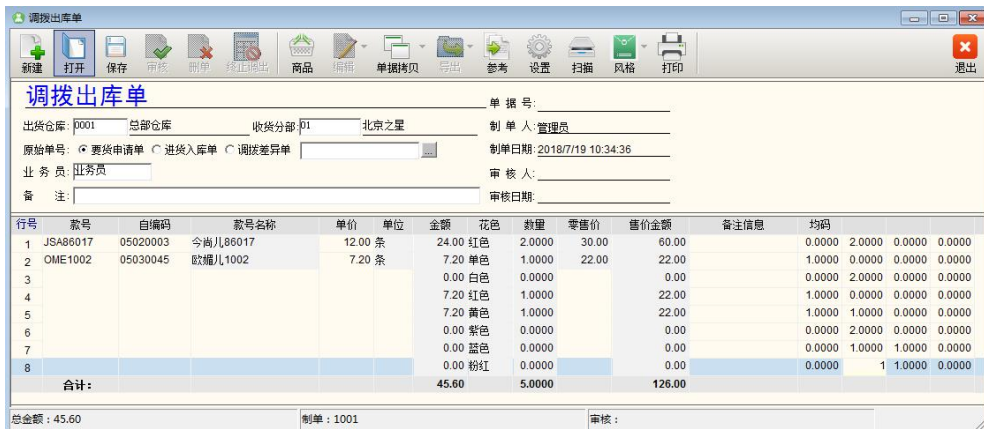 调拨出库单
新建 打开 保存 审核 删单 终止调出 商品 编辑 单据拷贝 导出 参考 设置 扫描 风格 打印 退出
调拨出库单
单 据 号:
出货仓库: 0001 总部仓库 收货分部: 01 北京之星
制 单 人: 管理员
原始单号: 要货申请单 进货入库单 调拨差异单 ...
制单日期: 2018/7/19 10:34:36
业 务 员: 业务员
审 核 人:
备 注:
审核日期:
行号 款号 自编码 款号名称 单价 单位 金额 花色 数量 零售价 售价金额 备注信息 均码
1 JSA86017 05020003 今尚儿86017 12.00 条 24.00 红色 2.0000 30.00 60.00 0.0000 2.0000 0.0000 0.0000
2 OME1002 05030045 欧媚儿1002 7.20 条 7.20 单色 1.0000 22.00 22.00 1.0000 0.0000 0.0000 0.0000
3 0.00 白色 0.0000 0.00 0.0000 2.0000 0.0000 0.0000
4 7.20 红色 1.0000 22.00 1.0000 0.0000 0.0000 0.0000
5 7.20 黄色 1.0000 22.00 1.0000 1.0000 0.0000 0.0000
6 0.00 紫色 0.0000 0.00 0.0000 2.0000 0.0000 0.0000
7 0.00 蓝色 0.0000 0.00 0.0000 1.0000 1.0000 0.0000
8 0.00 粉红 0.0000 0.00 0.0000 1 1.0000 0.0000
合计: 45.60 5.0000 126.00
总金额:45.60 制单:1001 审核: